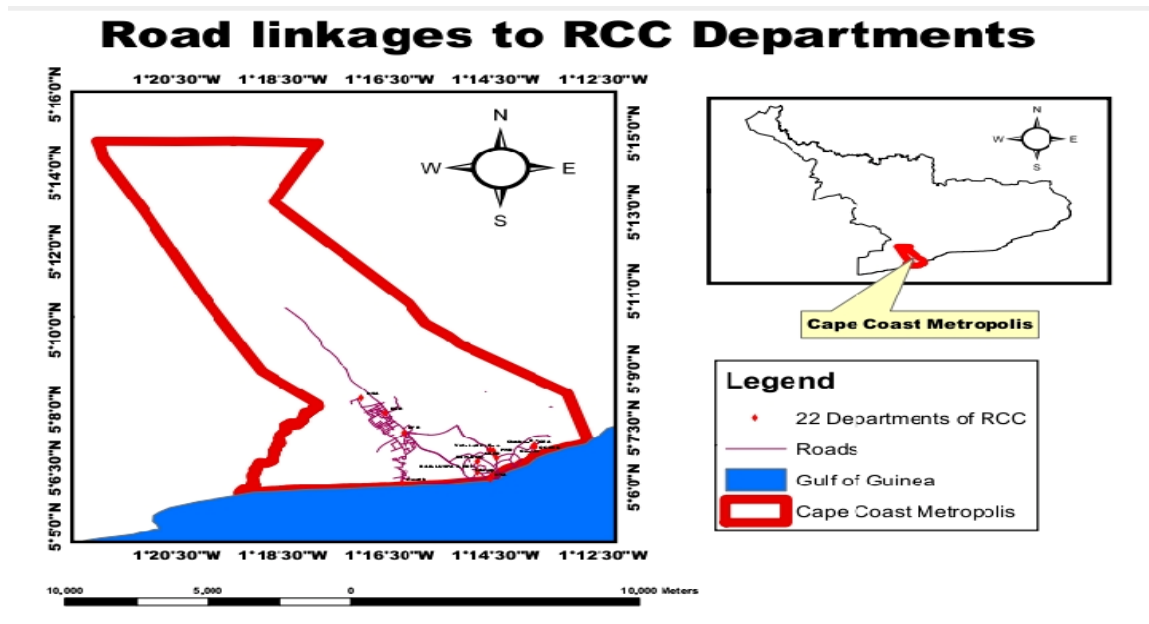 Road linkages to RCC Departments
1°20'30"W 1°18'30"W 1°16'30"W 1°14'30"W 1°12'30"W
5°16'0"N
5°14'0"N
5°12'0"N
5°10'0"N
5°8'0"N
5°6'30"N
5°5'0"N
N
W E
S
5°15'0"N
5°13'0"N
5°11'0"N
5°9'0"N
5°7'30"N
5°6'0"N
1°20'30"W 1°18'30"W 1°16'30"W 1°14'30"W 1°12'30"W
10,000 5,000 0 10,000 Meters
N
W E
S
Cape Coast Metropolis
Legend
22 Departments of RCC
Roads
Gulf of Guinea
Cape Coast Metropolis